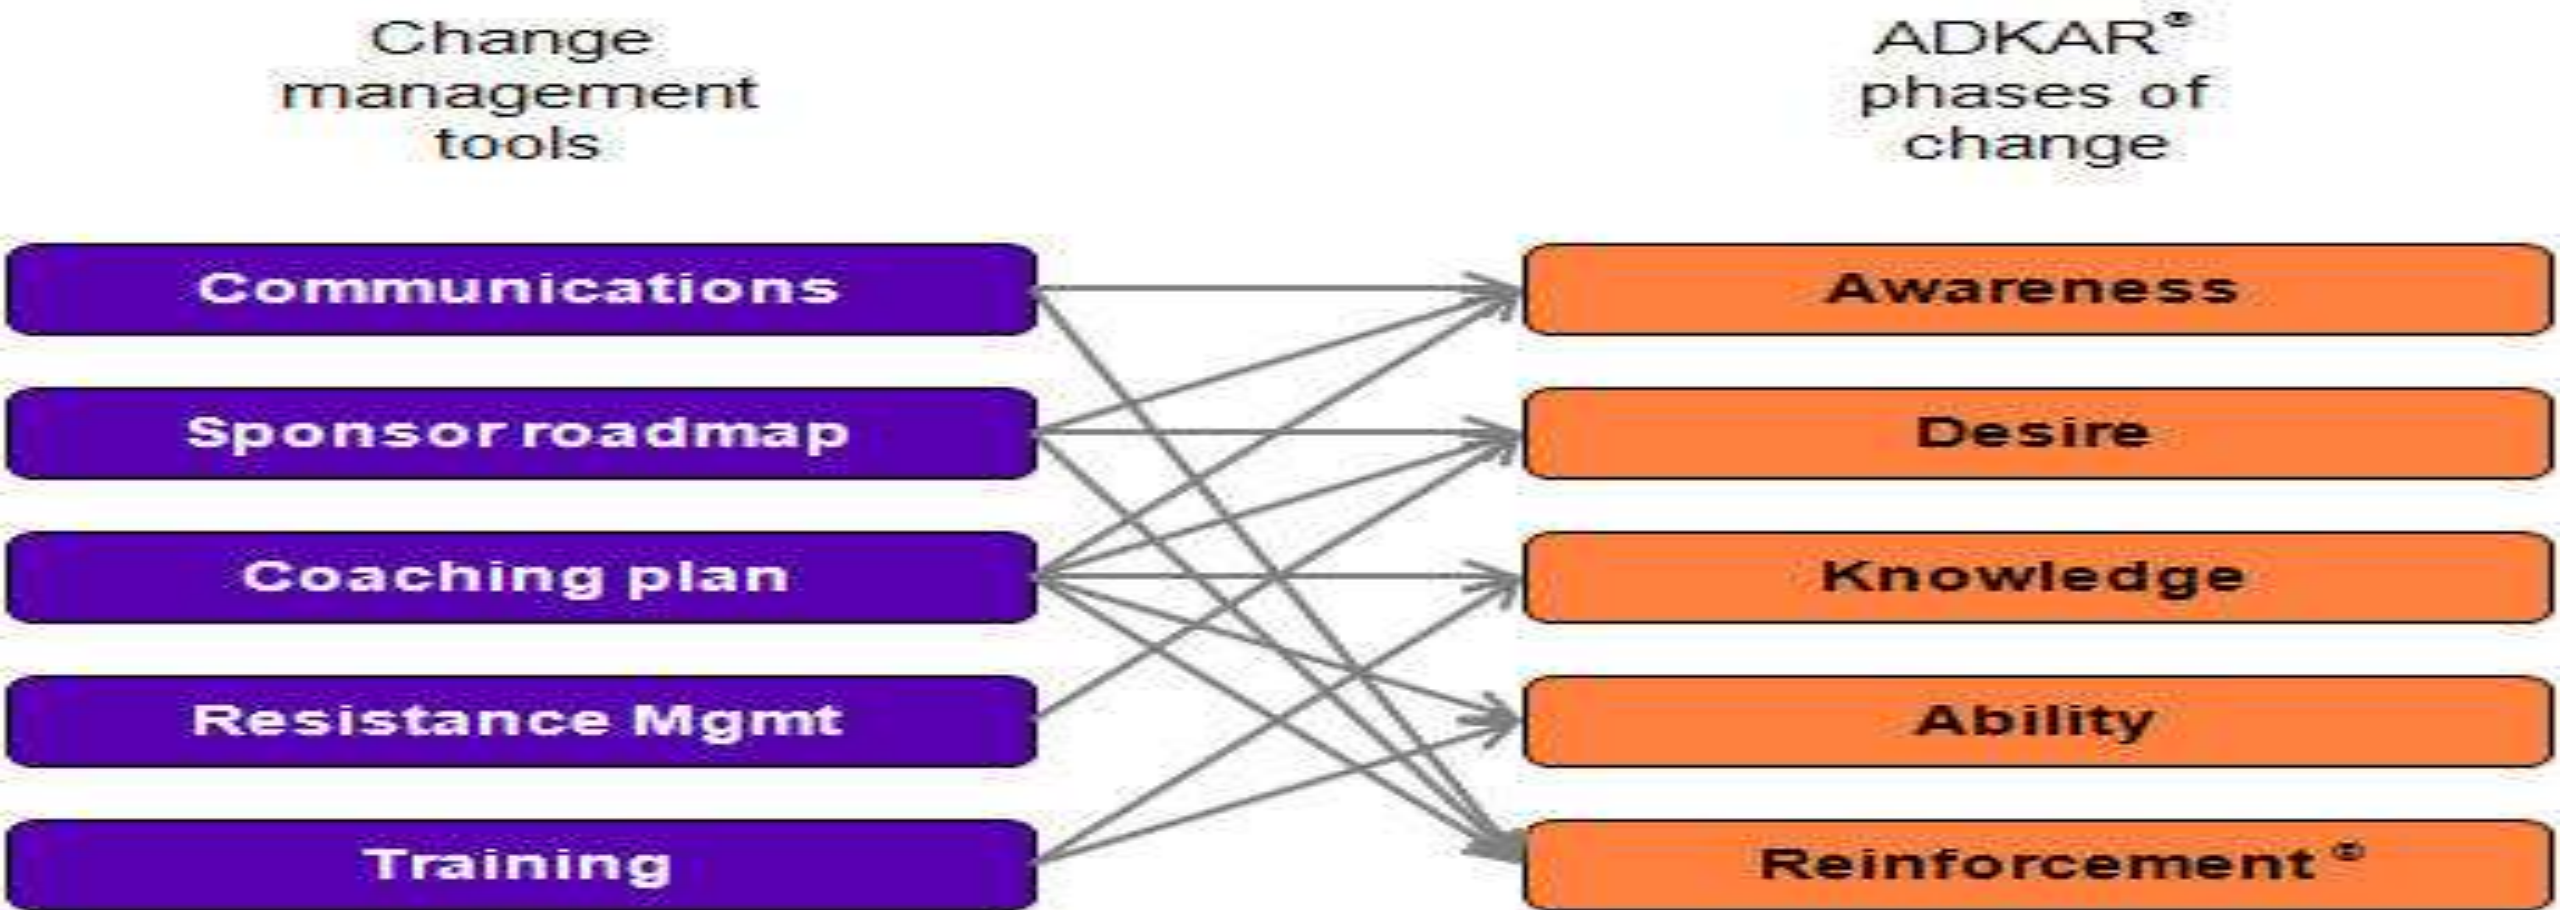 Change
management
tools
ADKAR®
phases of
change
Communications
Awareness
Sponsor roadmap
Desire
Coaching plan
Knowledge
Resistance Mgmt
Ability
Training
Reinforcement ®